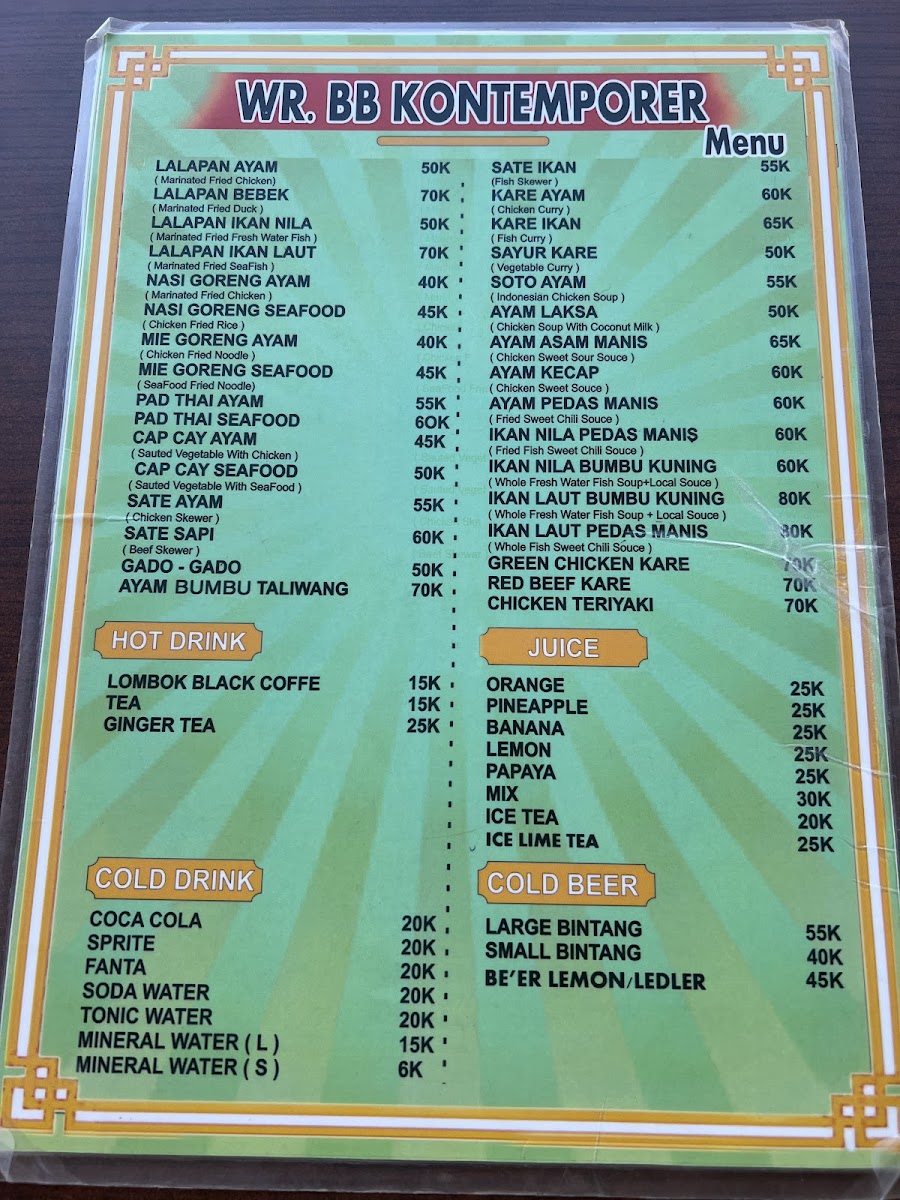 WR. BB KONTEMPORER
Menu
LALAPAN AYAM 50K
( Marinated Fried Chicken)
LALAPAN BEBEK 70K
( Marinated Fried Duck )
LALAPAN IKAN NILA 50K
( Marinated Fried Fresh Water Fish )
LALAPAN IKAN LAUT 70K
( Marinated Fried SeaFish )
NASI GORENG AYAM 40K
( Marinated Fried Chicken )
NASI GORENG SEAFOOD 45K
( Chicken Fried Rice )
MIE GORENG AYAM 40K
( Chicken Fried Noodle )
MIE GORENG SEAFOOD 45K
( SeaFood Fried Noodle)
PAD THAI AYAM 55K
PAD THAI SEAFOOD 6OK
CAP CAY AYAM 45K
( Sauted Vegetable With Chicken )
CAP CAY SEAFOOD 50K
( Sauted Vegetable With SeaFood )
SATE AYAM 55K
( Chicken Skewer )
SATE SAPI 60K
( Beef Skewer )
GADO - GADO 50K
AYAM BUMBU TALIWANG 70K
SATE IKAN 55K
(Fish Skewer )
KARE AYAM 60K
( Chicken Curry )
KARE IKAN 65K
( Fish Curry )
SAYUR KARE 50K
( Vegetable Curry )
SOTO AYAM 55K
( Indonesian Chicken Soup )
AYAM LAKSA 50K
( Chicken Soup With Coconut Milk )
AYAM ASAM MANIS 65K
( Chicken Sweet Sour Souce )
AYAM KECAP 60K
( Chicken Sweet Souce )
AYAM PEDAS MANIS 60K
( Fried Sweet Chili Souce )
IKAN NILA PEDAS MANIS 60K
( Fried Fish Sweet Chili Souce )
IKAN NILA BUMBU KUNING 60K
( Whole Fresh Water Fish Soup+Local Souce )
IKAN LAUT BUMBU KUNING 80K
( Whole Fresh Water Fish Soup + Local Souce )
IKAN LAUT PEDAS MANIS 80K
( Whole Fish Sweet Chili Souce )
GREEN CHICKEN KARE 70K
RED BEEF KARE 70K
CHICKEN TERIYAKI 70K
HOT DRINK
LOMBOK BLACK COFFE 15K
TEA 15K
GINGER TEA 25K
JUICE
ORANGE 25K
PINEAPPLE 25K
BANANA 25K
LEMON 25K
PAPAYA 25K
MIX 30K
ICE TEA 20K
ICE LIME TEA 25K
COLD DRINK
COCA COLA 20K
SPRITE 20K
FANTA 20K
SODA WATER 20K
TONIC WATER 20K
MINERAL WATER ( L ) 15K
MINERAL WATER ( S ) 6K
COLD BEER
LARGE BINTANG 55K
SMALL BINTANG 40K
BE'ER LEMON/LEDLER 45K